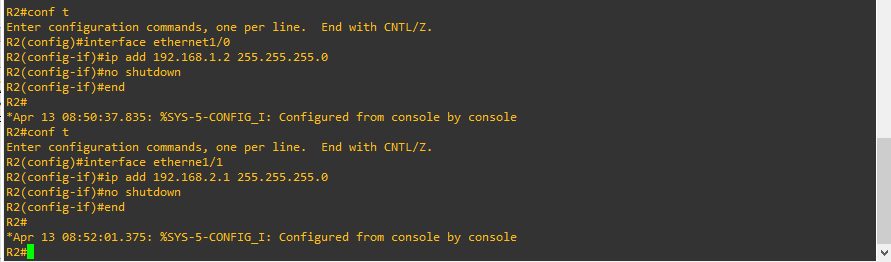 R2#conf t
Enter configuration commands, one per line.  End with CNTL/Z.
R2(config)#interface ethernet1/0
R2(config-if)#ip add 192.168.1.2 255.255.255.0
R2(config-if)#no shutdown
R2(config-if)#end
R2#
*Apr 13 08:50:37.835: %SYS-5-CONFIG_I: Configured from console by console
R2#conf t
Enter configuration commands, one per line.  End with CNTL/Z.
R2(config)#interface etherne1/1
R2(config-if)#ip add 192.168.2.1 255.255.255.0
R2(config-if)#no shutdown
R2(config-if)#end
R2#
*Apr 13 08:52:01.375: %SYS-5-CONFIG_I: Configured from console by console
R2#